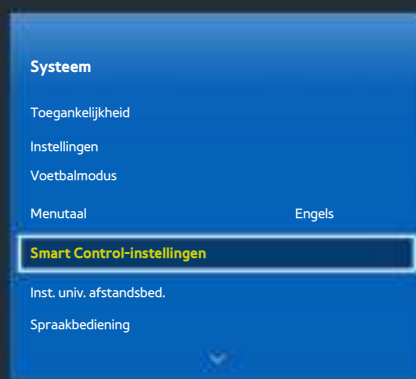 Systeem
Toegankelijkheid
Instellingen
Voetbalmodus
Menutaal Engels
Smart Control-instellingen
Inst. univ. afstandsbed.
Spraakbediening